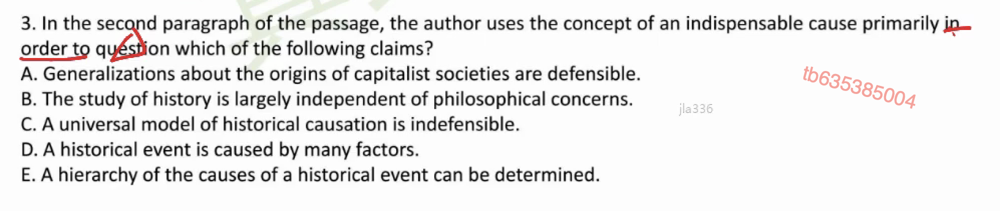 3. In the second paragraph of the passage, the author uses the concept of an indispensable cause primarily in
order to question which of the following claims?
A. Generalizations about the origins of capitalist societies are defensible.
B. The study of history is largely independent of philosophical concerns.
C. A universal model of historical causation is indefensible.
D. A historical event is caused by many factors.
E. A hierarchy of the causes of a historical event can be determined.
tb635385004
jla336